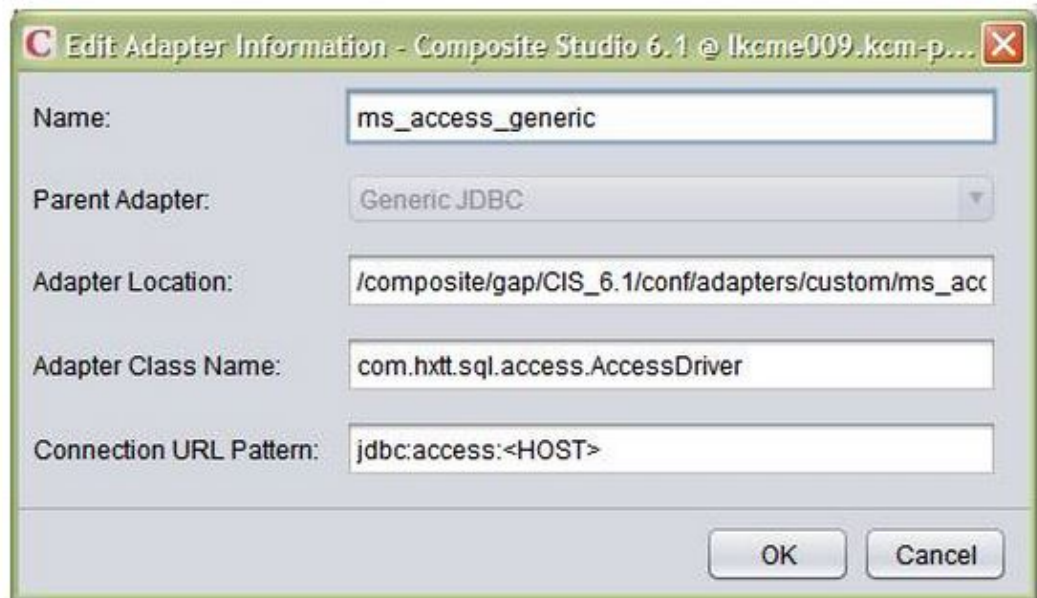 C Edit Adapter Information - Composite Studio 6.1 @ lkcme009.kcm-p...
Name: ms_access_generic
Parent Adapter: Generic JDBC
Adapter Location: /composite/gap/CIS_6.1/conf/adapters/custom/ms_acc
Adapter Class Name: com.hxtt.sql.access.AccessDriver
Connection URL Pattern: jdbc:access:<HOST>
OK Cancel